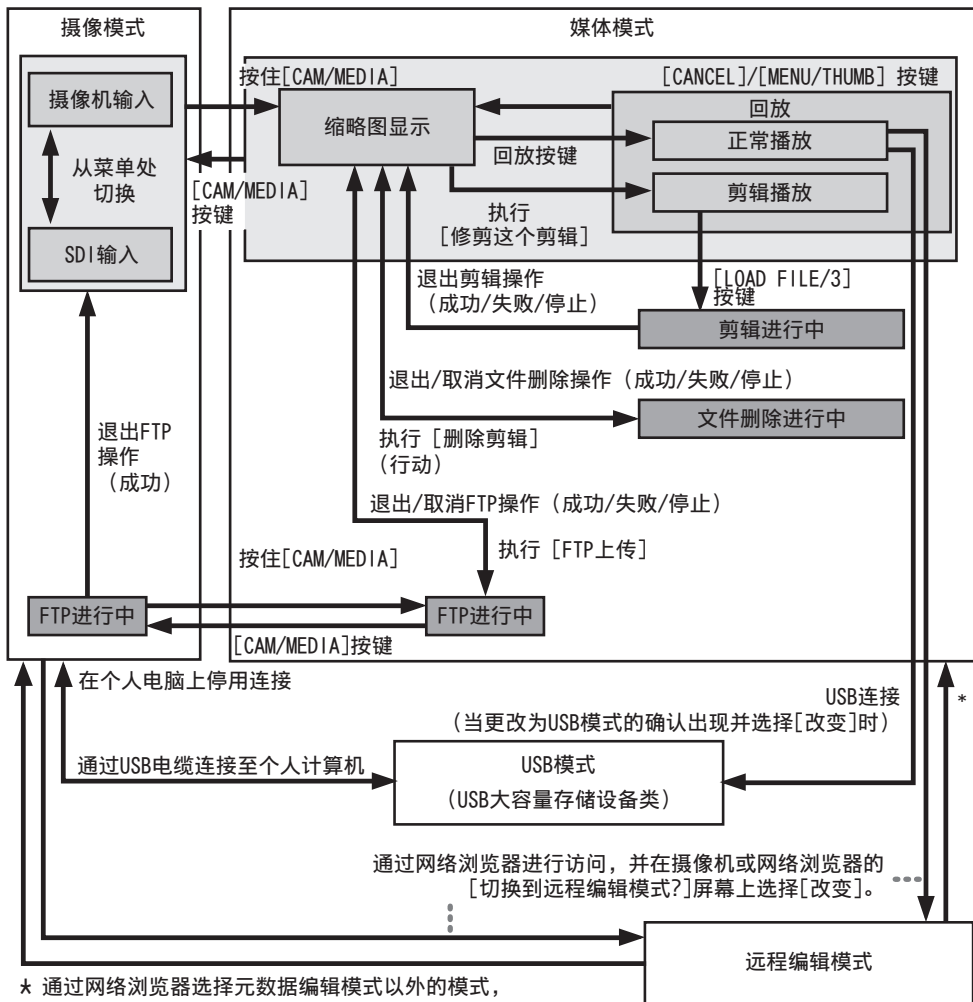 摄像模式
媒体模式
按住[CAM/MEDIA]
[CANCEL]/[MENU/THUMB] 按键
摄像机输入
缩略图显示
回放
正常播放
回放按键
从菜单处
切换
[CAM/MEDIA]
按键
剪辑播放
执行
[修剪这个剪辑]
SDI输入
退出剪辑操作
(成功/失败/停止)
[LOAD FILE/3]
按键
剪辑进行中
退出/取消文件删除操作 (成功/失败/停止)
文件删除进行中
执行 [删除剪辑]
(行动)
退出FTP
操作
(成功)
退出/取消FTP操作 (成功/失败/停止)
执行 [FTP上传]
按住[CAM/MEDIA]
FTP进行中
FTP进行中
[CAM/MEDIA]按键
在个人电脑上停用连接
USB连接
*
(当更改为USB模式的确认出现并选择[改变]时)
通过USB电缆连接至个人计算机
USB模式
(USB大容量存储设备类)
通过网络浏览器进行访问, 并在摄像机或网络浏览器的
[切换到远程编辑模式?]屏幕上选择[改变]。
远程编辑模式
* 通过网络浏览器选择元数据编辑模式以外的模式,